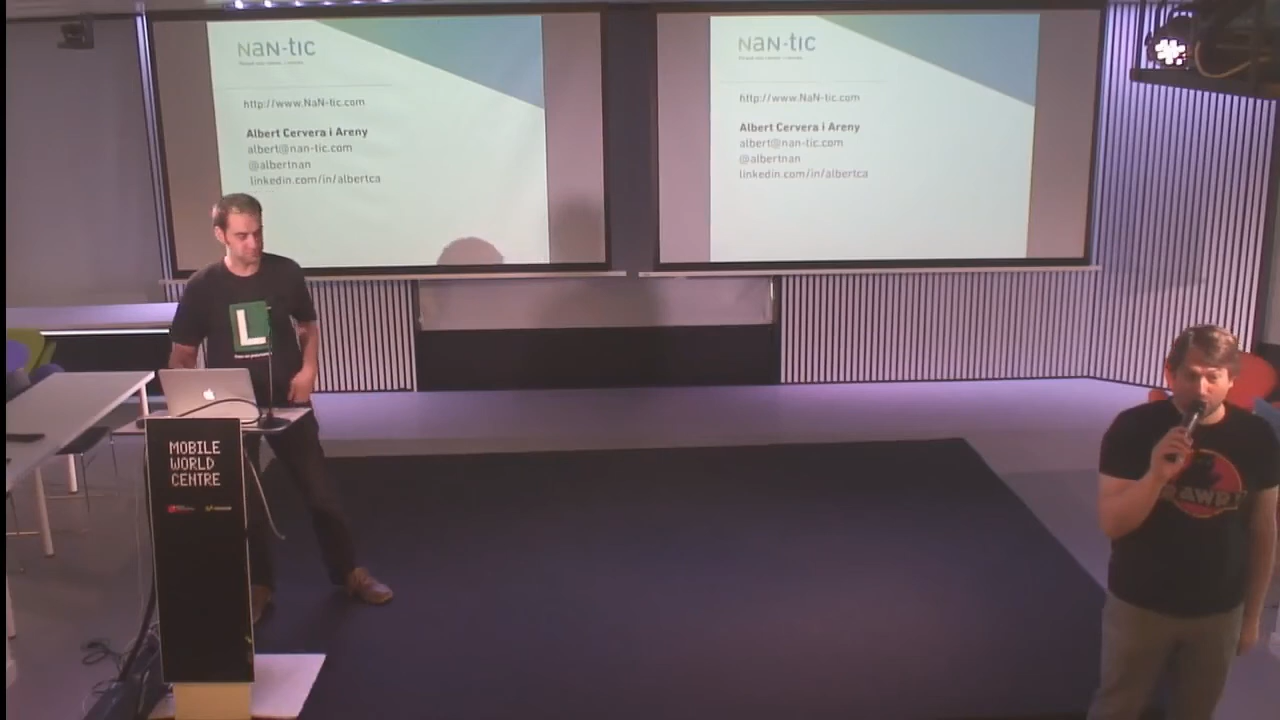 NaN-tic
http://www.NaN-tic.com
Albert Cervera i Areny
albert@nan-tic.com
@albertnan
linkedin.com/in/albertca
NaN-tic
http://www.NaN-tic.com
Albert Cervera i Areny
albert@nan-tic.com
@albertnan
linkedin.com/in/albertca
L
MOBILE
WORLD
CENTRE